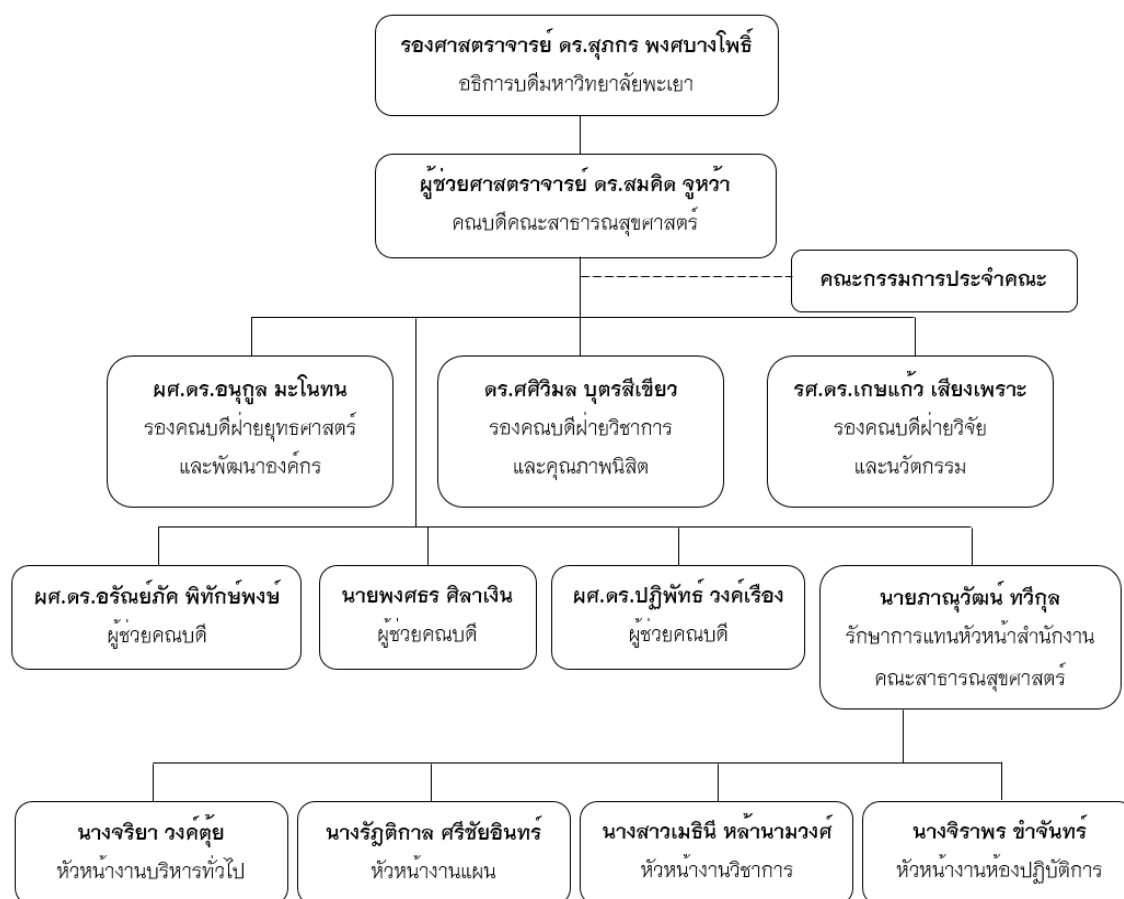 รองศาสตราจารย์ ดร.สุภกร พงศบางโพธิ์
อธิการบดีมหาวิทยาลัยพะเยา
ผู้ช่วยศาสตราจารย์ ดร.สมคิด จูหว้า
คณบดีคณะสาธารณสุขศาสตร์
คณะกรรมการประจำคณะ
ผศ.ดร.อนุกูล มะโนทน
รองคณบดีฝ่ายยุทธศาสตร์
และพัฒนาองค์กร
ดร.ศศิวิมล บุตรสีเขียว
รองคณบดีฝ่ายวิชาการ
และคุณภาพนิสิต
รศ.ดร.เกษแก้ว เสียงเพราะ
รองคณบดีฝ่ายวิจัย
และนวัตกรรม
ผศ.ดร.อรัณย์ภัค พิทักษ์พงษ์
ผู้ช่วยคณบดี
นายพงศธร ศิลาเงิน
ผู้ช่วยคณบดี
ผศ.ดร.ปฏิพัทธ์ วงค์เรือง
ผู้ช่วยคณบดี
นายภาณุวัฒน์ ทวีกุล
รักษาการแทนหัวหน้าสำนักงาน
คณะสาธารณสุขศาสตร์
นางจริยา วงค์ตุ้ย
หัวหน้างานบริหารทั่วไป
นางรัฎติกาล ศรีชัยอินทร์
หัวหน้างานแผน
นางสาวเมธินี หล้านามวงศ์
หัวหน้างานวิชาการ
นางจิราพร ขำจันทร์
หัวหน้างานห้องปฏิบัติการ